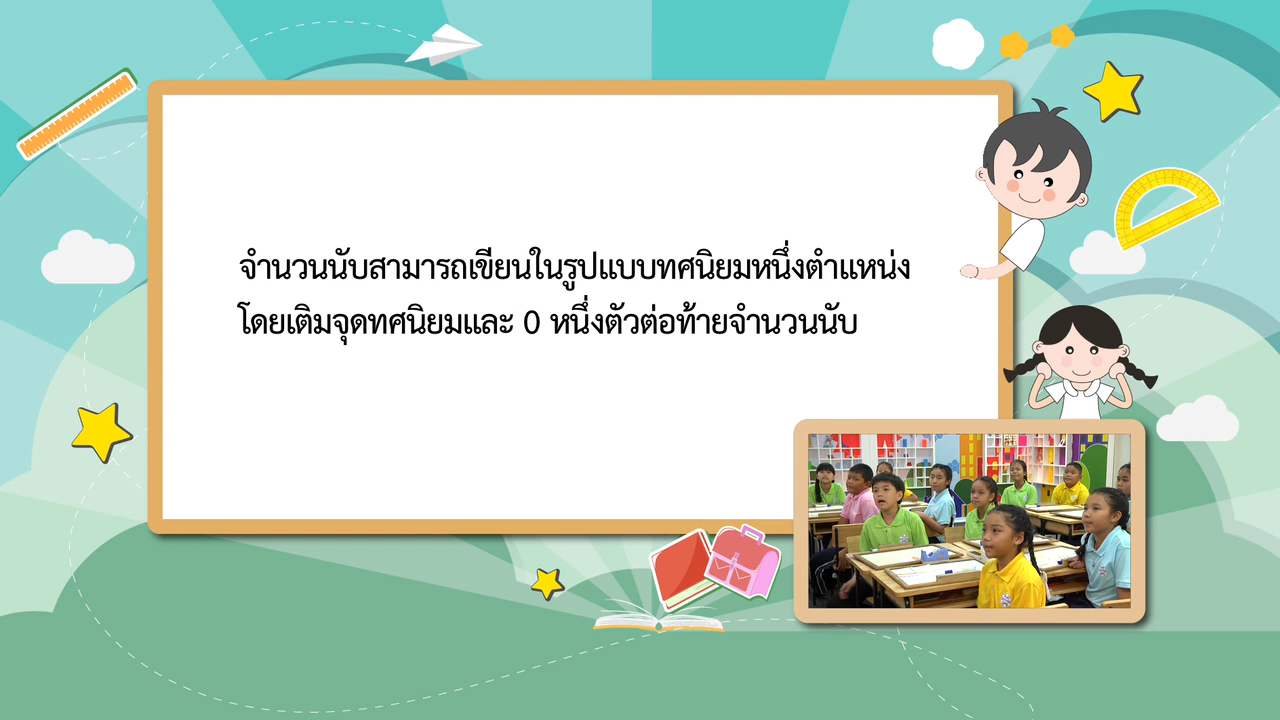 จำนวนนับสามารถเขียนในรูปแบบทศนิยมหนึ่งตำแหน่ง
โดยเติมจุดทศนิยมและ 0 หนึ่งตัวต่อท้ายจำนวนนับ